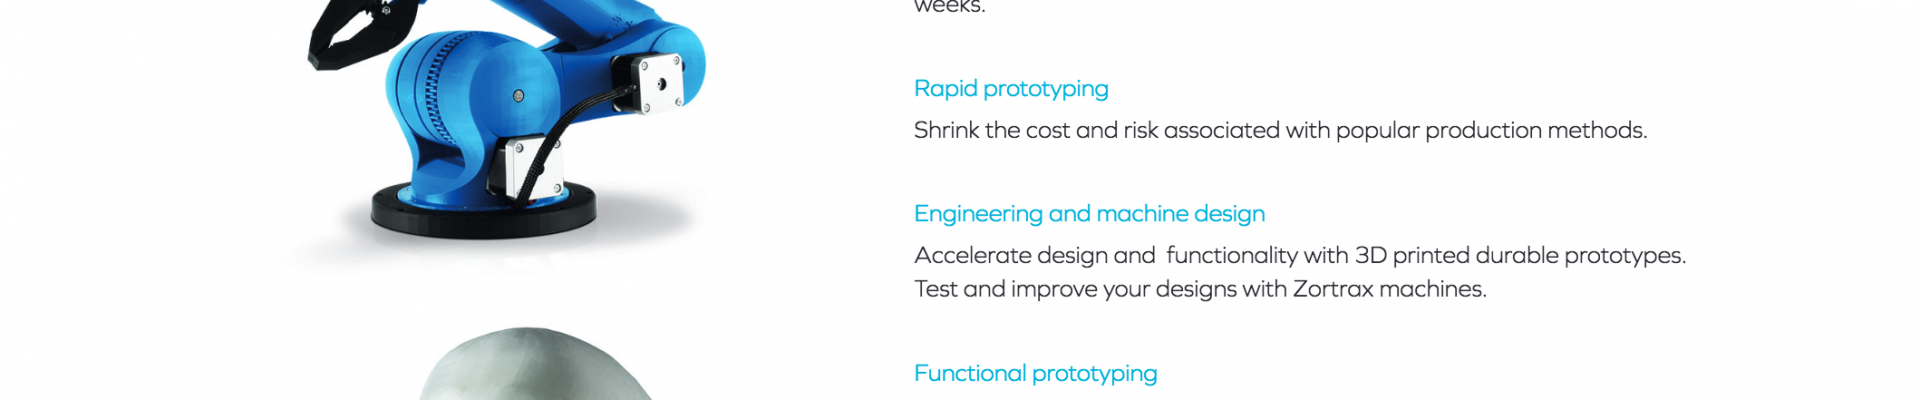 weeks.
Rapid prototyping
Shrink the cost and risk associated with popular production methods.
Engineering and machine design
Accelerate design and  functionality with 3D printed durable prototypes.
Test and improve your designs with Zortrax machines.
Functional prototyping